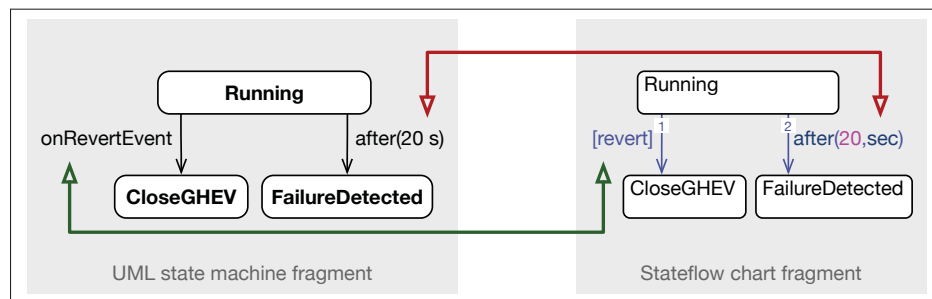 Running
onRevertEvent
after(20 s)
CloseGHEV
FailureDetected
UML state machine fragment
Running
[revert]
1
2
after(20,sec)
CloseGHEV
FailureDetected
Stateflow chart fragment